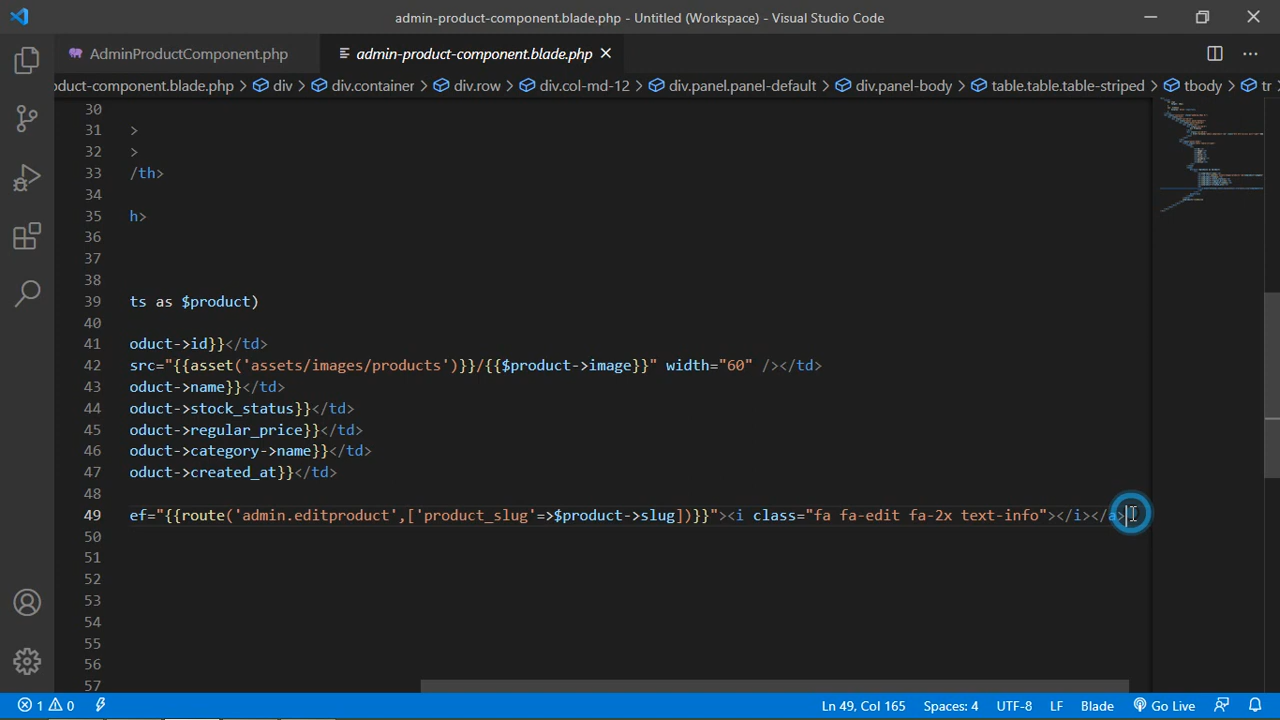 admin-product-component.blade.php - Untitled (Workspace) - Visual Studio Code
AdminProductComponent.php
admin-product-component.blade.php
oduct-component.blade.php > div > div.container > div.row > div.col-md-12 > div.panel.panel-default > div.panel-body > table.table.table-striped > tbody > tr
30
31 >
32 >
33 /th>
34
35 h>
36
37
38
39 ts as $product)
40
41 oduct->id}}</td>
42 src="{{asset('assets/images/products')}}/{{$product->image}}" width="60" /></td>
43 oduct->name}}</td>
44 oduct->stock_status}}</td>
45 oduct->regular_price}}</td>
46 oduct->category->name}}</td>
47 oduct->created_at}}</td>
48
49 ef="{{route('admin.editproduct',['product_slug'=>$product->slug])}}"><i class="fa fa-edit fa-2x text-info"></i></a>
50
51
52
53
54
55
56
57
1 0 Ln 49, Col 165 Spaces: 4 UTF-8 LF Blade Go Live